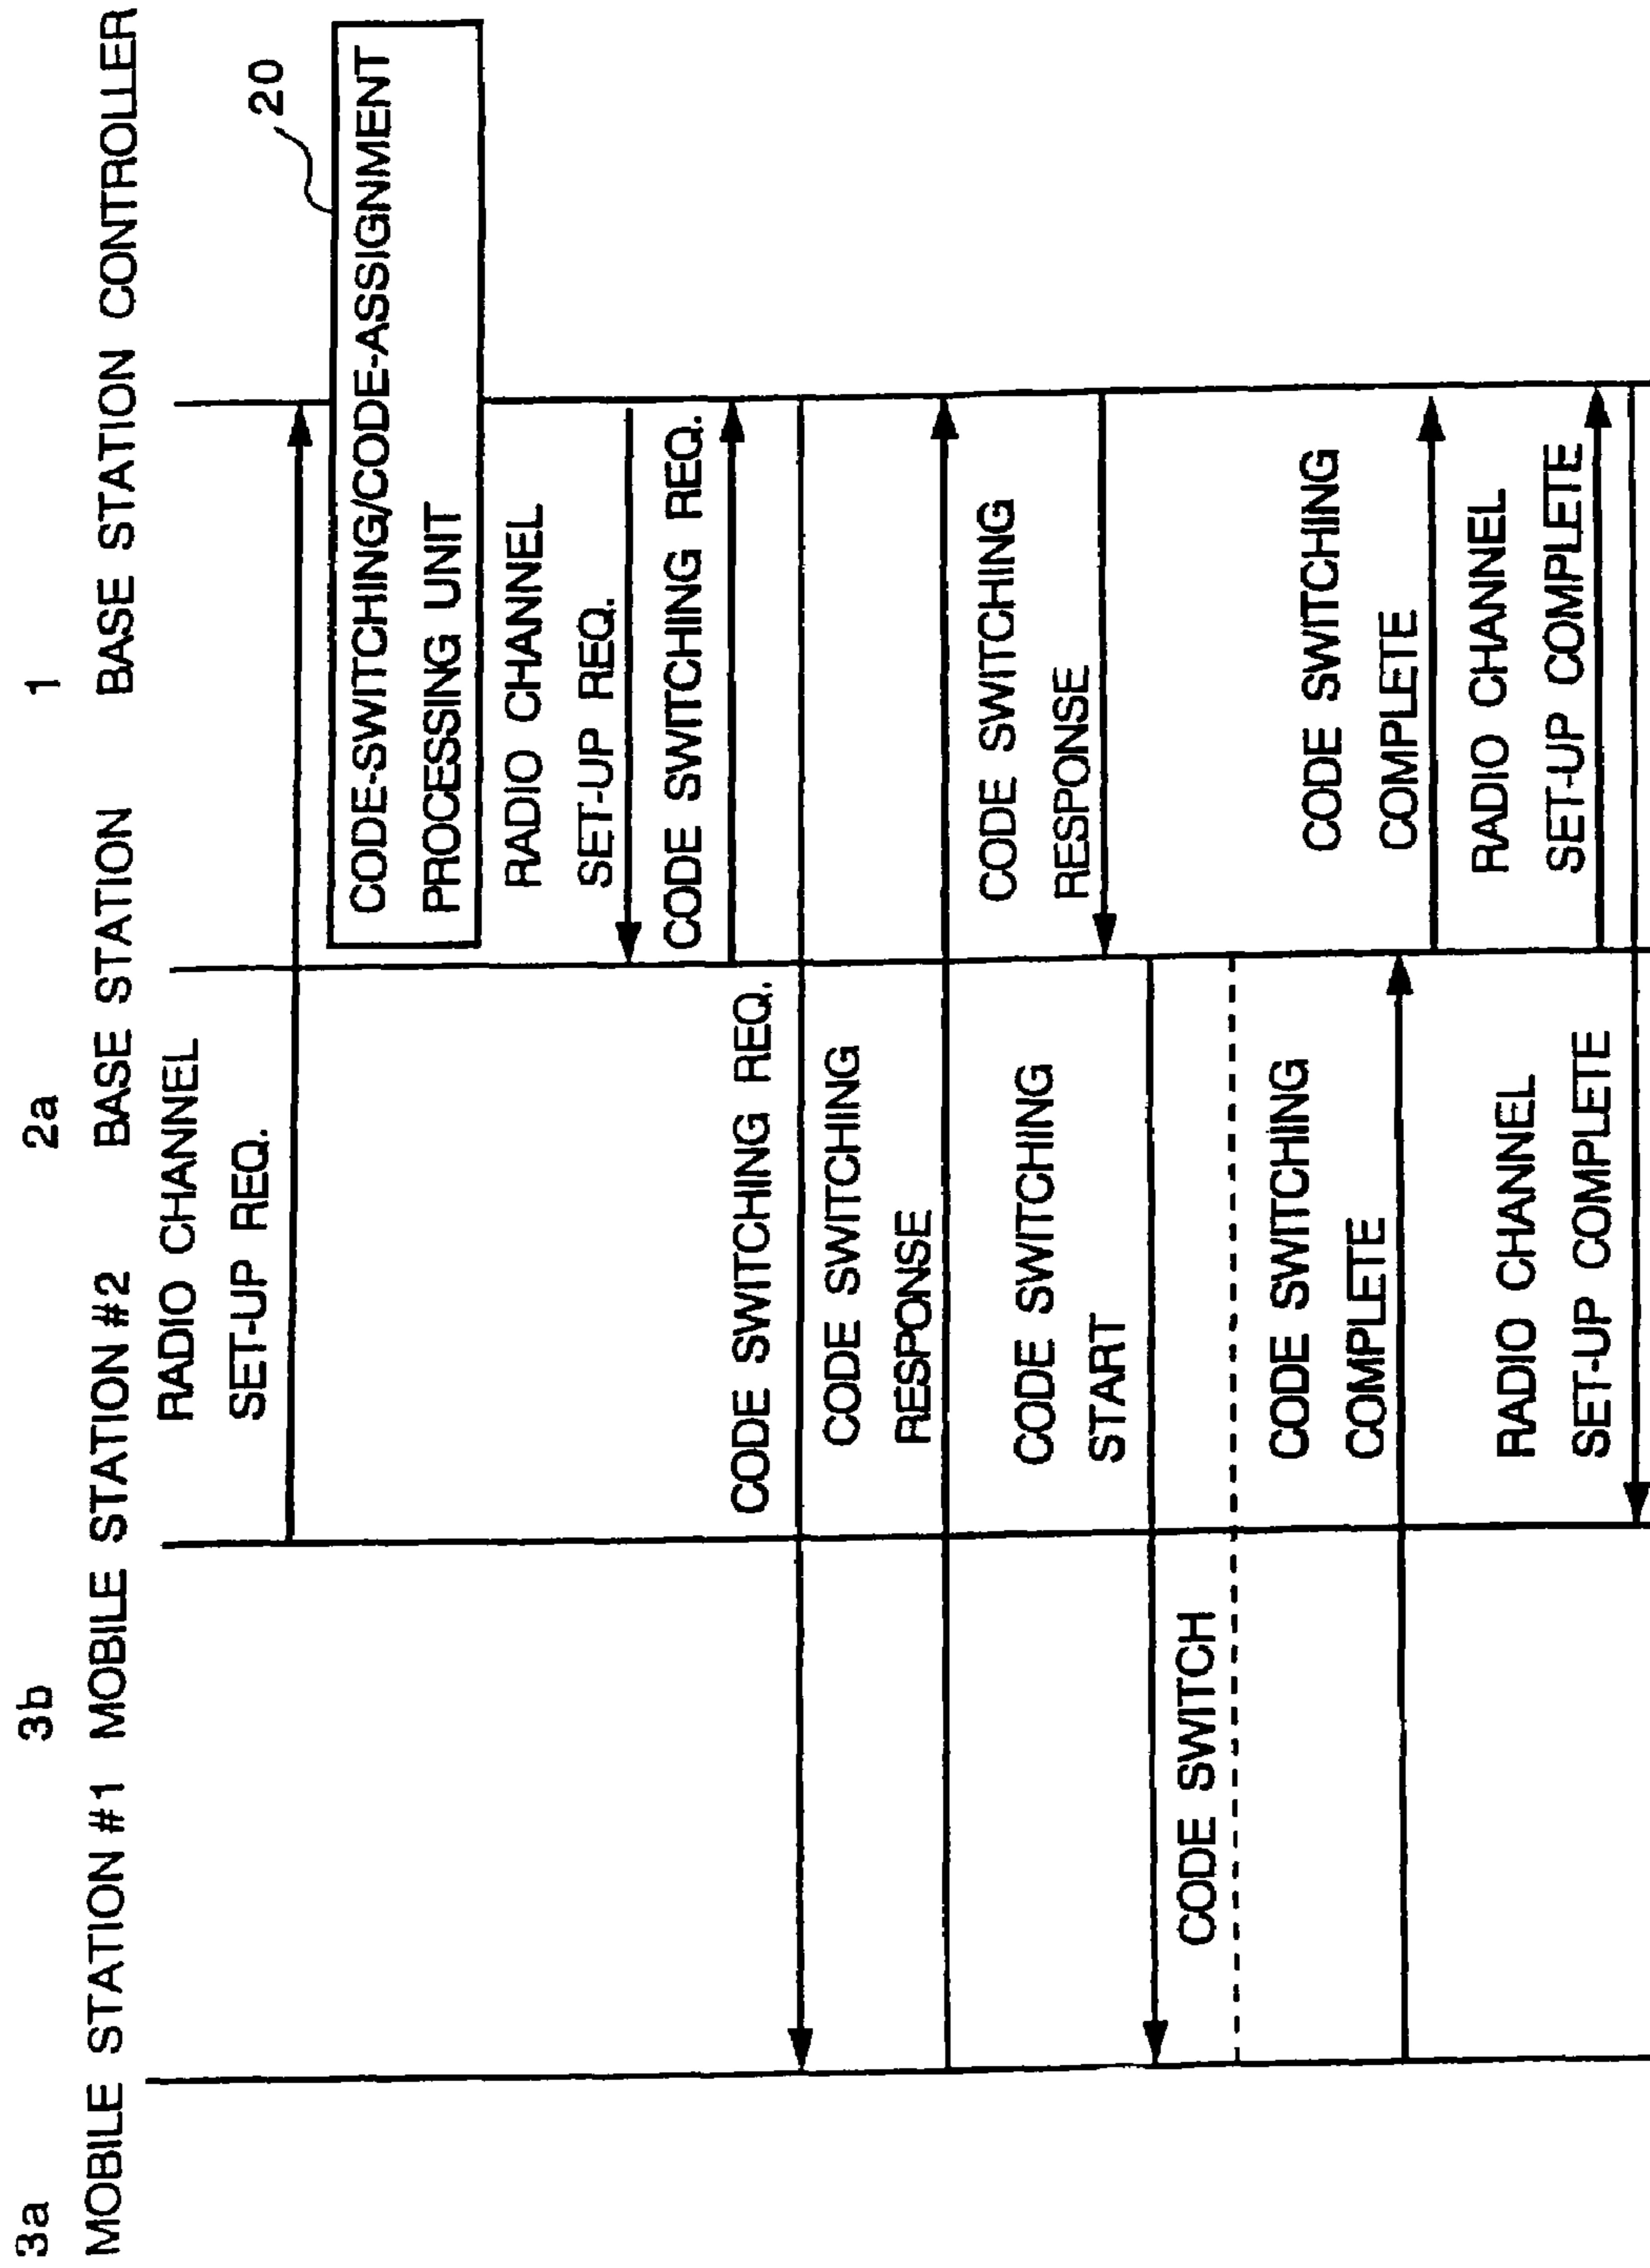 3a
3b
2a
1
MOBILE STATION #1
MOBILE STATION #2
BASE STATION
BASE STATION CONTROLLER
RADIO CHANNEL
SET-UP REQ.
20
CODE-SWITCHING/CODE-ASSIGNMENT
PROCESSING UNIT
RADIO CHANNEL
SET-UP REQ.
CODE SWITCHING REQ.
CODE SWITCHING REQ.
CODE SWITCHING
RESPONSE
CODE SWITCHING
RESPONSE
CODE SWITCHING
START
CODE SWITCH
CODE SWITCHING
COMPLETE
CODE SWITCHING
COMPLETE
RADIO CHANNEL
SET-UP COMPLETE
RADIO CHANNEL
SET-UP COMPLETE